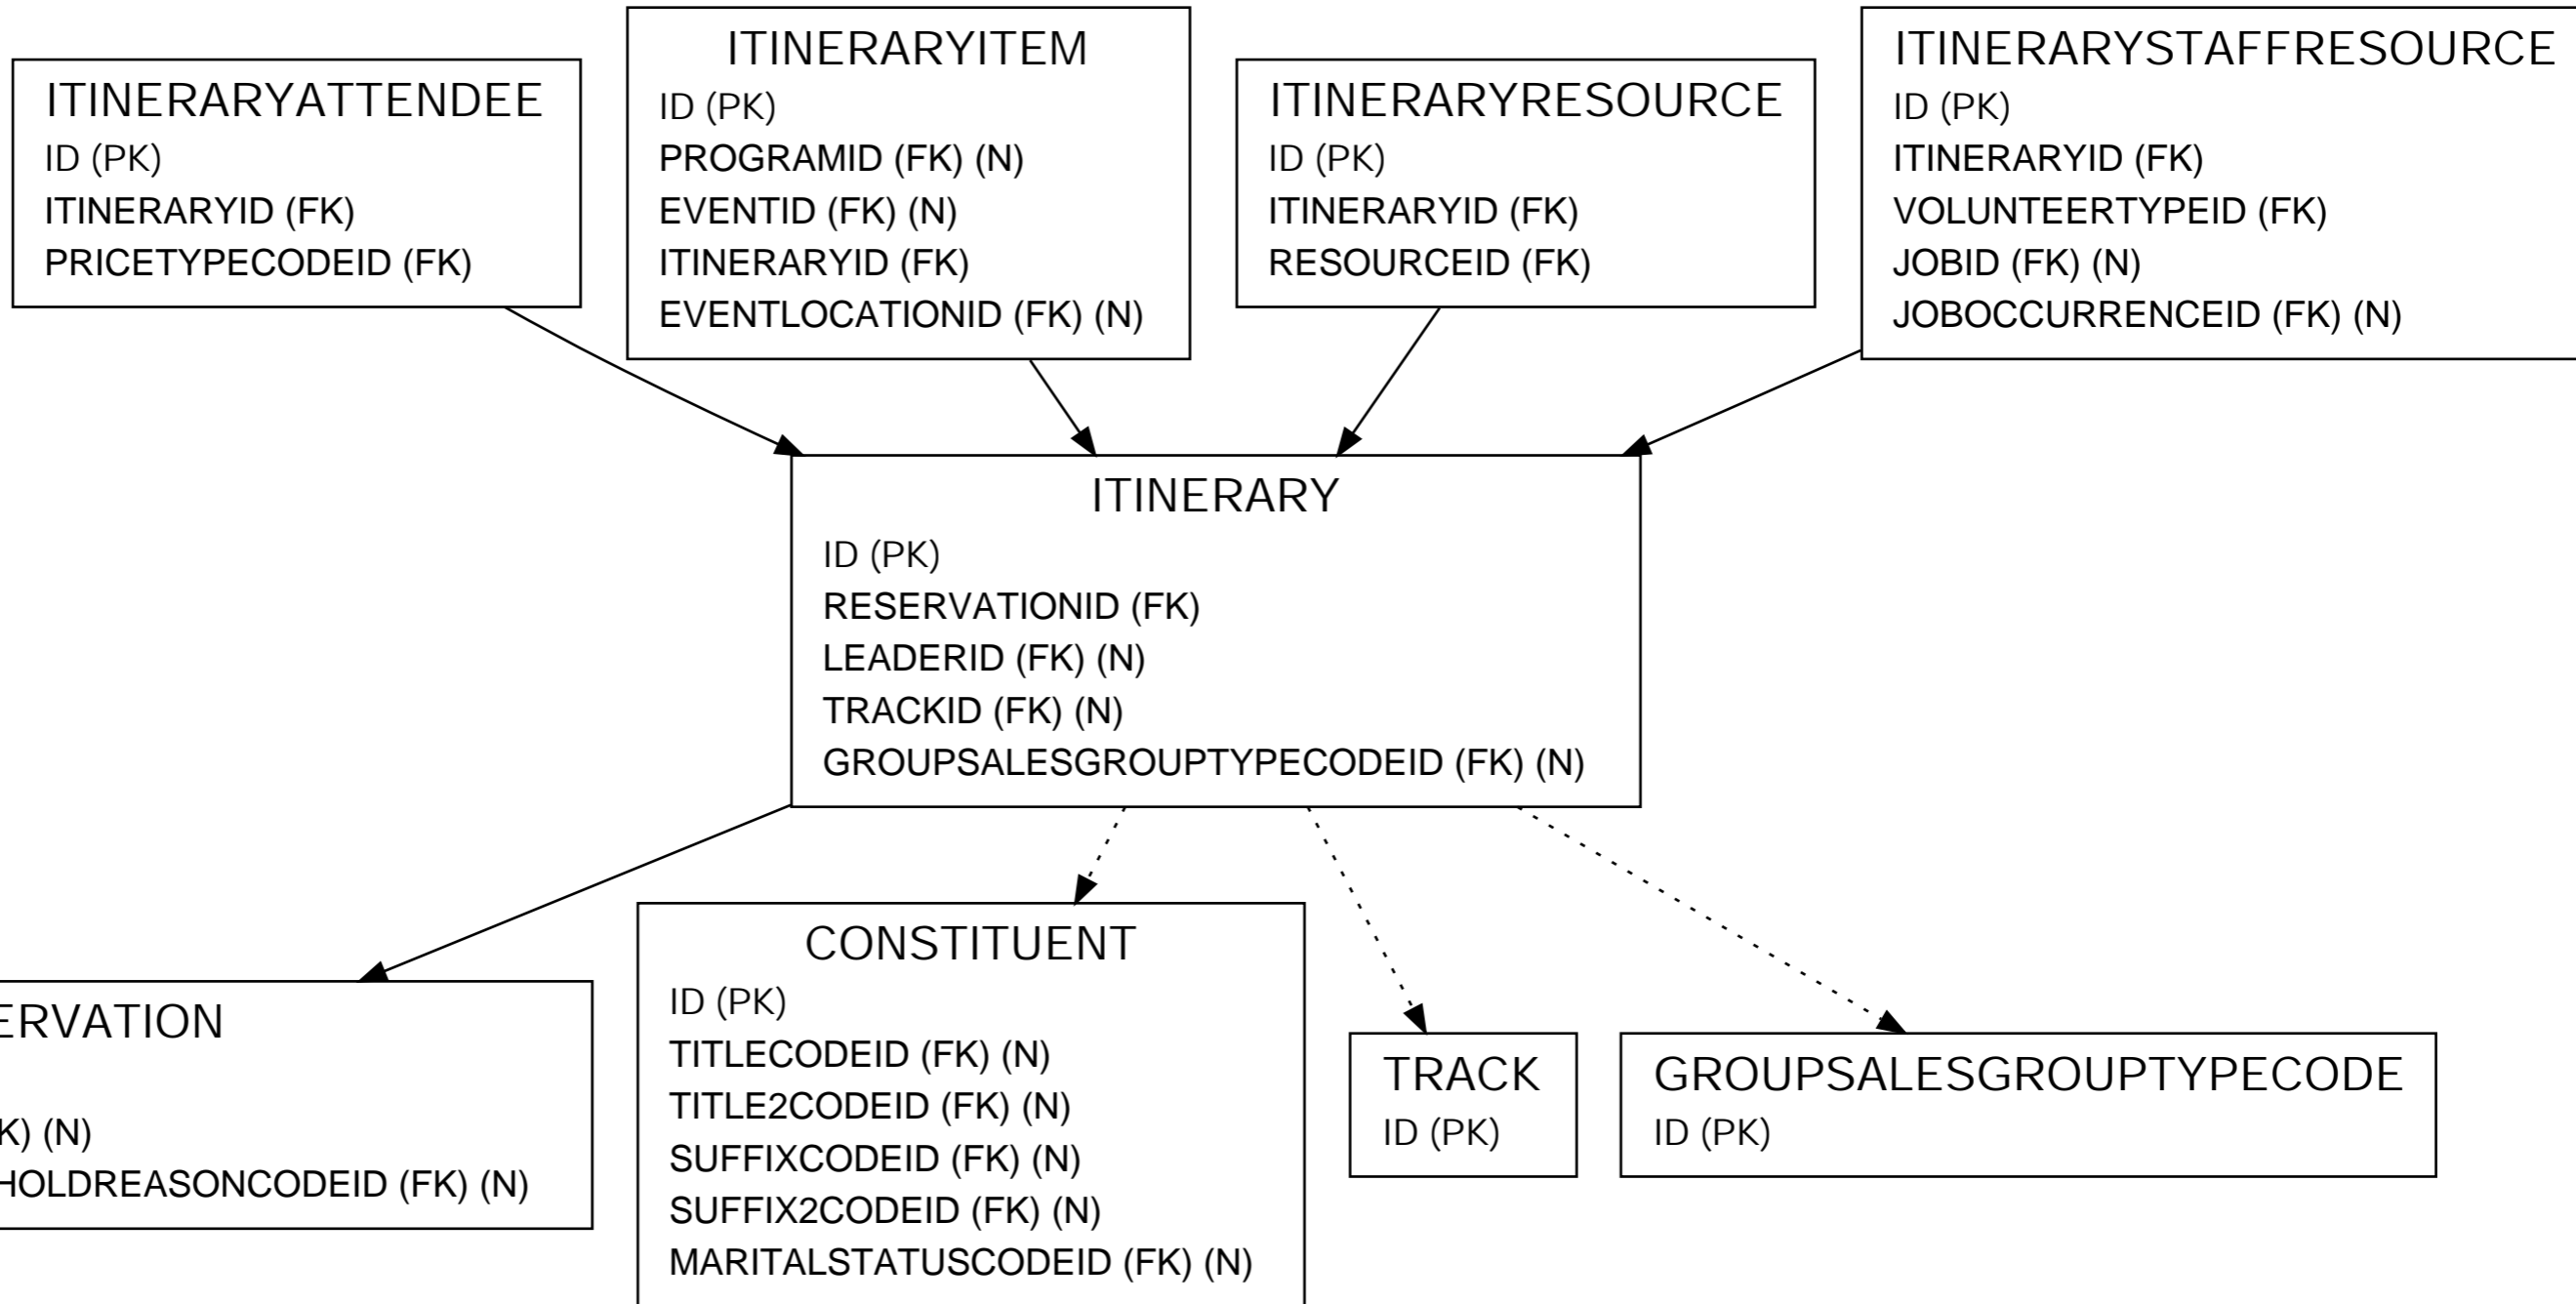 ITINERARYATTENDEE
ID (PK)
ITINERARYID (FK)
PRICETYPECODEID (FK)
ITINERARYITEM
ID (PK)
PROGRAMID (FK) (N)
EVENTID (FK) (N)
ITINERARYID (FK)
EVENTLOCATIONID (FK) (N)
ITINERARYRESOURCE
ID (PK)
ITINERARYID (FK)
RESOURCEID (FK)
ITINERARYSTAFFRESOURCE
ID (PK)
ITINERARYID (FK)
VOLUNTEERTYPEID (FK)
JOBID (FK) (N)
JOBOCCURRENCEID (FK) (N)
ITINERARY
ID (PK)
RESERVATIONID (FK)
LEADERID (FK) (N)
TRACKID (FK) (N)
GROUPSALESGROUPTYPECODEID (FK) (N)
ERVATION
K) (N)
HOLDREASONCODEID (FK) (N)
CONSTITUENT
ID (PK)
TITLECODEID (FK) (N)
TITLE2CODEID (FK) (N)
SUFFIXCODEID (FK) (N)
SUFFIX2CODEID (FK) (N)
MARITALSTATUSCODEID (FK) (N)
TRACK
ID (PK)
GROUPSALESGROUPTYPECODE
ID (PK)